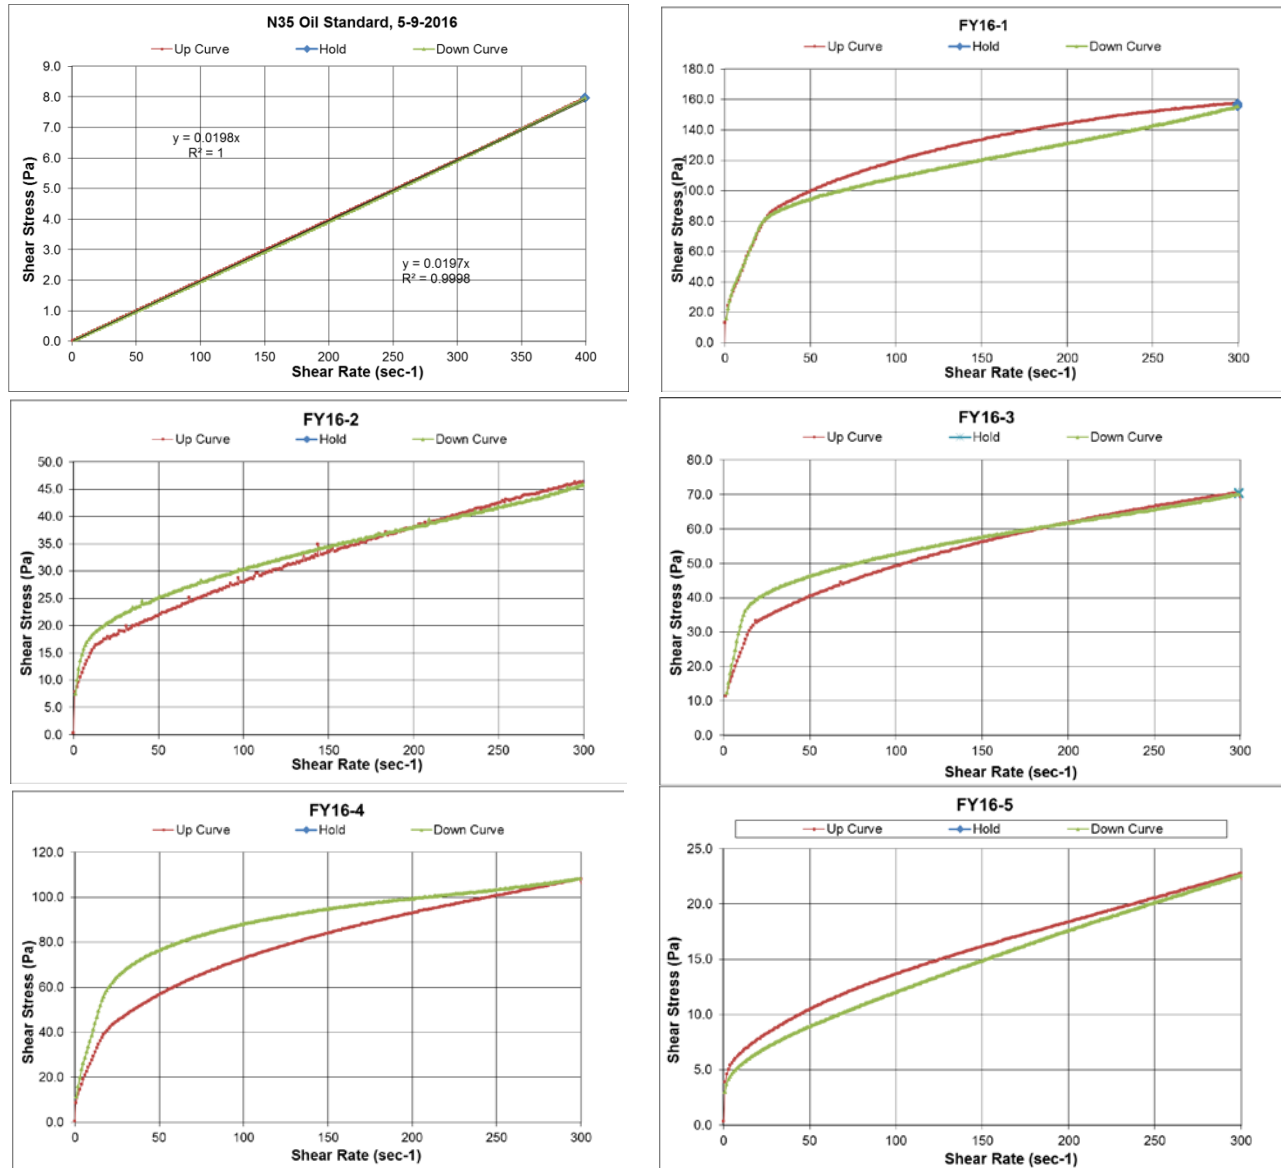 N35 Oil Standard, 5-9-2016
Up Curve Hold Down Curve
9.0
8.0
7.0
6.0
5.0
4.0
3.0
2.0
1.0
0.0
Shear Stress (Pa)
y = 0.0198x
R² = 1
y = 0.0197x
R² = 0.9998
0 50 100 150 200 250 300 350 400
Shear Rate (sec-1)
FY16-1
Up Curve Hold Down Curve
180.0
160.0
140.0
120.0
100.0
80.0
60.0
40.0
20.0
0.0
Shear Stress (Pa)
0 50 100 150 200 250 300
Shear Rate (sec-1)
FY16-2
Up Curve Hold Down Curve
50.0
45.0
40.0
35.0
30.0
25.0
20.0
15.0
10.0
5.0
0.0
Shear Stress (Pa)
0 50 100 150 200 250 300
Shear Rate (sec-1)
FY16-3
Up Curve Hold Down Curve
80.0
70.0
60.0
50.0
40.0
30.0
20.0
10.0
0.0
Shear Stress (Pa)
0 50 100 150 200 250 300
Shear Rate (sec-1)
FY16-4
Up Curve Hold Down Curve
120.0
100.0
80.0
60.0
40.0
20.0
0.0
Shear Stress (Pa)
0 50 100 150 200 250 300
Shear Rate (sec-1)
FY16-5
Up Curve Hold Down Curve
25.0
20.0
15.0
10.0
5.0
0.0
Shear Stress (Pa)
0 50 100 150 200 250 300
Shear Rate (sec-1)